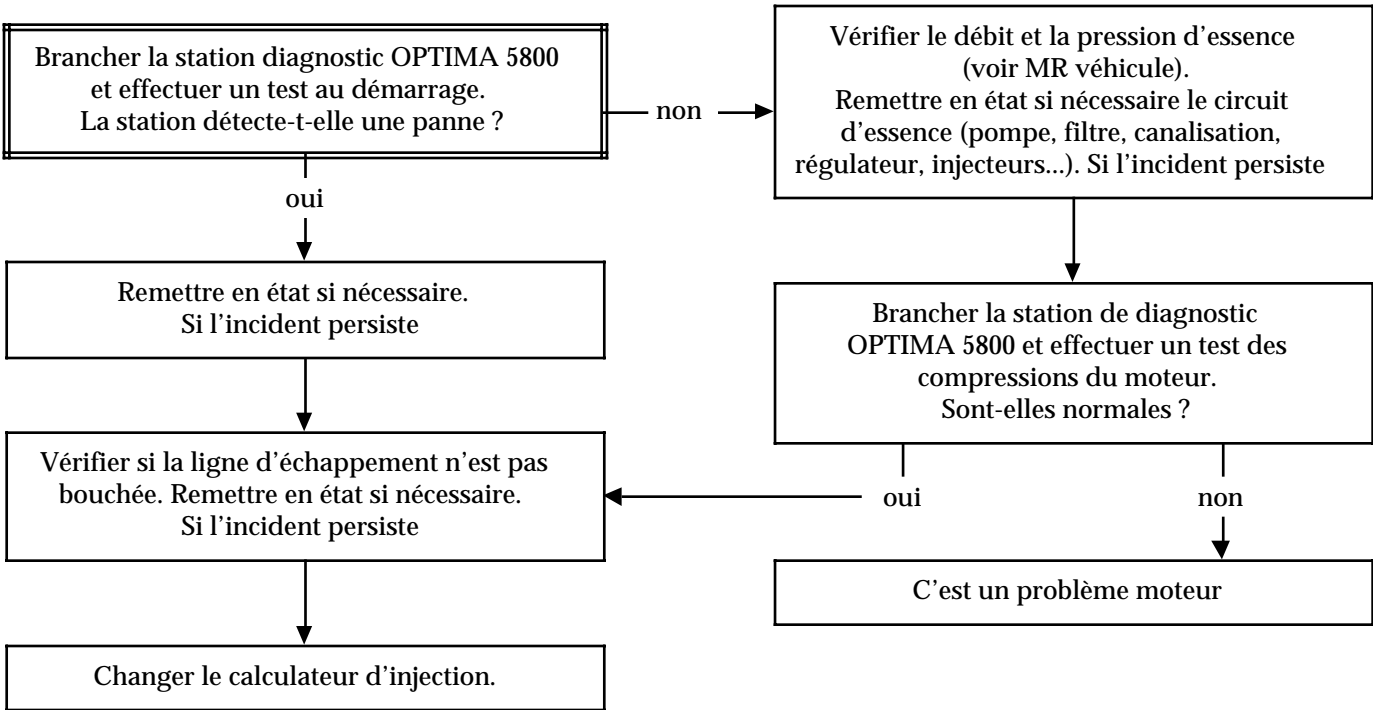 Brancher la station diagnostic OPTIMA 5800
et effectuer un test au démarrage.
La station détecte-t-elle une panne ?
non
Vérifier le débit et la pression d’essence
(voir MR véhicule).
Remettre en état si nécessaire le circuit
d’essence (pompe, filtre, canalisation,
régulateur, injecteurs...). Si l’incident persiste
oui
Remettre en état si nécessaire.
Si l’incident persiste
Brancher la station de diagnostic
OPTIMA 5800 et effectuer un test des
compressions du moteur.
Sont-elles normales ?
Vérifier si la ligne d’échappement n’est pas
bouchée. Remettre en état si nécessaire.
Si l’incident persiste
oui
non
C’est un problème moteur
Changer le calculateur d’injection.